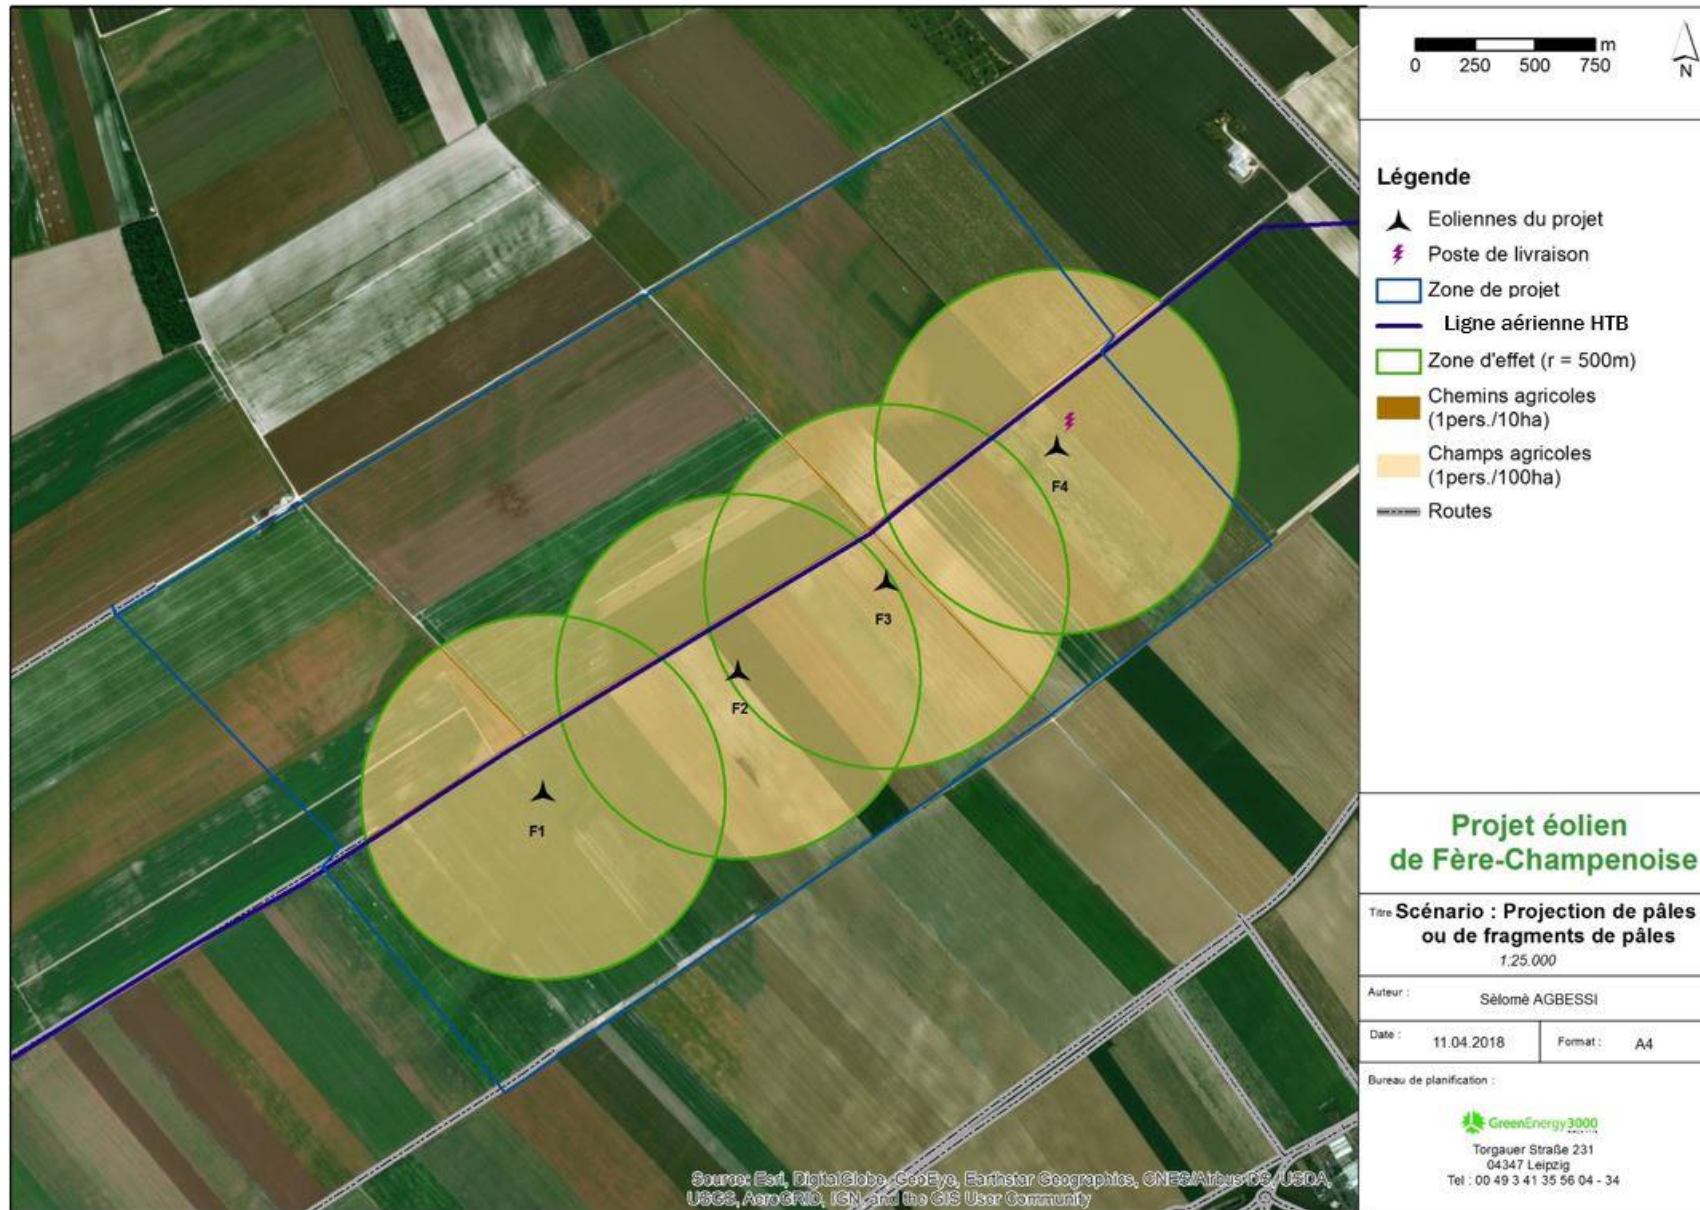 m
0 250 500 750
N
Légende
Eoliennes du projet
Poste de livraison
Zone de projet
Ligne aérienne HTB
Zone d'effet (r = 500m)
Chemins agricoles
(1pers./10ha)
Champs agricoles
(1pers./100ha)
Routes
F4
F3
F2
F1
Projet éolien
de Fère-Champenoise
Titre Scénario : Projection de pâles
ou de fragments de pâles
1:25.000
Auteur : Sèlomè AGBESSI
Date : 11.04.2018 Format : A4
Bureau de planification :
GreenEnergy3000
Torgauer Straße 231
04347 Leipzig
Tel : 00 49 3 41 35 56 04 - 34
Source: Esri, DigitalGlobe, GeoEye, Earthstar Geographics, CNES/Airbus DS, USDA,
USGS, AeroGRID, IGN, and the GIS User Community